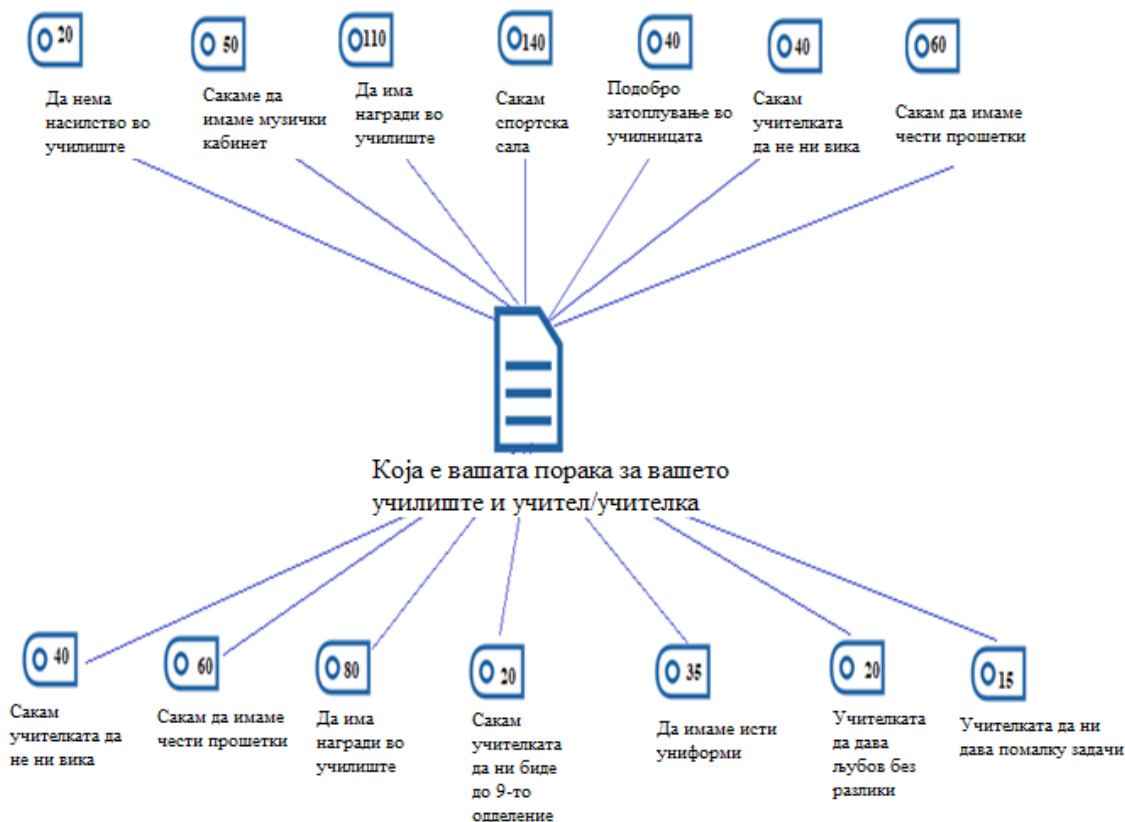 20
50
110
140
40
40
60
Да нема
насилство во
училиште
Сакаме да
имаме музички
кабинет
Да има
награди во
училиште
Сакам
спортска
сала
Подобро
затоплување во
училницата
Сакам
учителката
да не ни вика
Сакам да имаме
чести прошетки
Која е вашата порака за вашето
училиште и учител/учителка
40
60
80
20
35
20
15
Сакам
учителката да
не ни вика
Сакам да имаме
чести прошетки
Да има
награди во
училиште
Сакам
учителката
да ни биде
до 9-то
одделение
Да имаме исти
униформи
Учителката
да дава
љубов без
разлики
Учителката да ни
дава помалку задачи